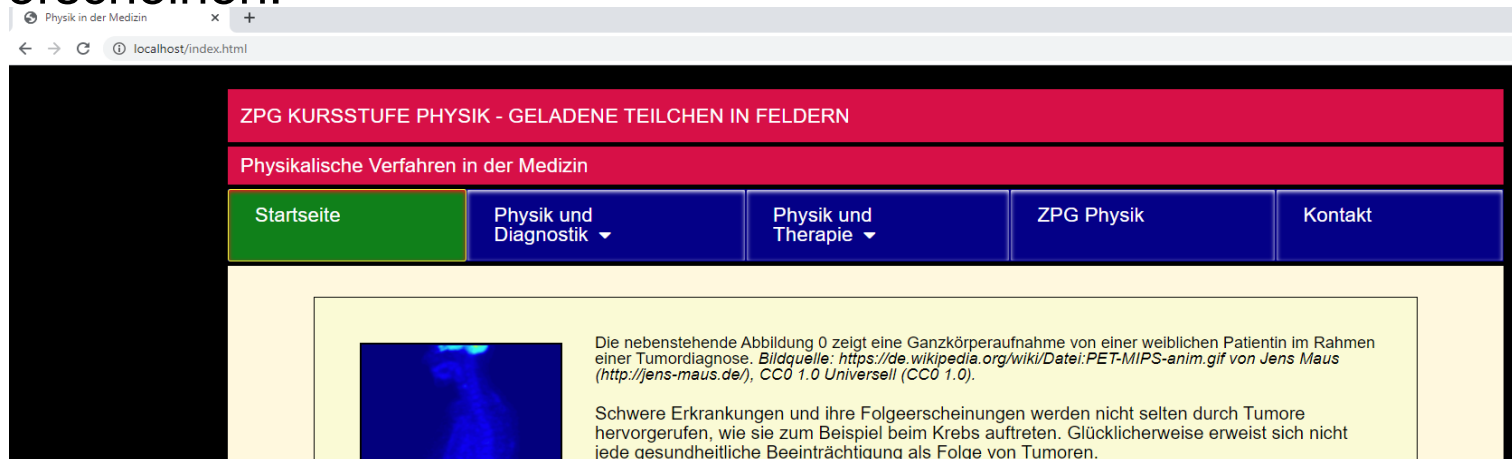 erscheinen.
Physik in der Medizin
localhost/index.html
ZPG KURSSTUFE PHYSIK - GELADENE TEILCHEN IN FELDERN
Physikalische Verfahren in der Medizin
Startseite
Physik und
Diagnostik
Physik und
Therapie
ZPG Physik
Kontakt
Die nebenstehende Abbildung 0 zeigt eine Ganzkörperaufnahme von einer weiblichen Patientin im Rahmen
einer Tumordiagnose. Bildquelle: https://de.wikipedia.org/wiki/Datei:PET-MIPS-anim.gif von Jens Maus
(http://jens-maus.de/), CC0 1.0 Universell (CC0 1.0).
Schwere Erkrankungen und ihre Folgeerscheinungen werden nicht selten durch Tumore
hervorgerufen, wie sie zum Beispiel beim Krebs auftreten. Glücklicherweise erweist sich nicht
jede gesundheitliche Beeinträchtigung als Folge von Tumoren.